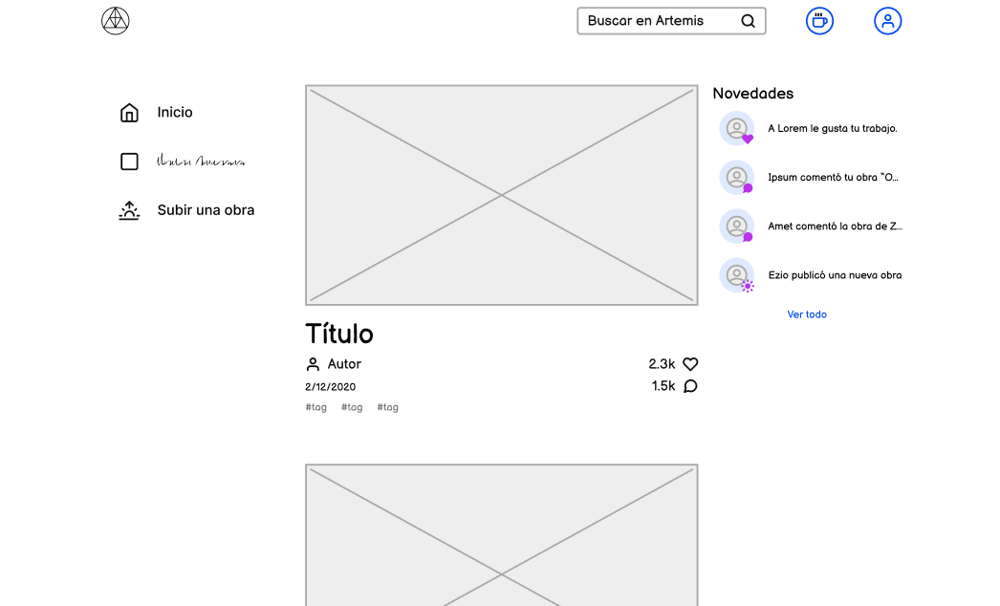 Buscar en Artemis
Inicio
Subir una obra
Título
Autor
2/12/2020
#tag #tag #tag
2.3k
1.5k
Novedades
A Lorem le gusta tu trabajo.
Ipsum comentó tu obra "O...
Amet comentó la obra de Z...
Ezio publicó una nueva obra
Ver todo